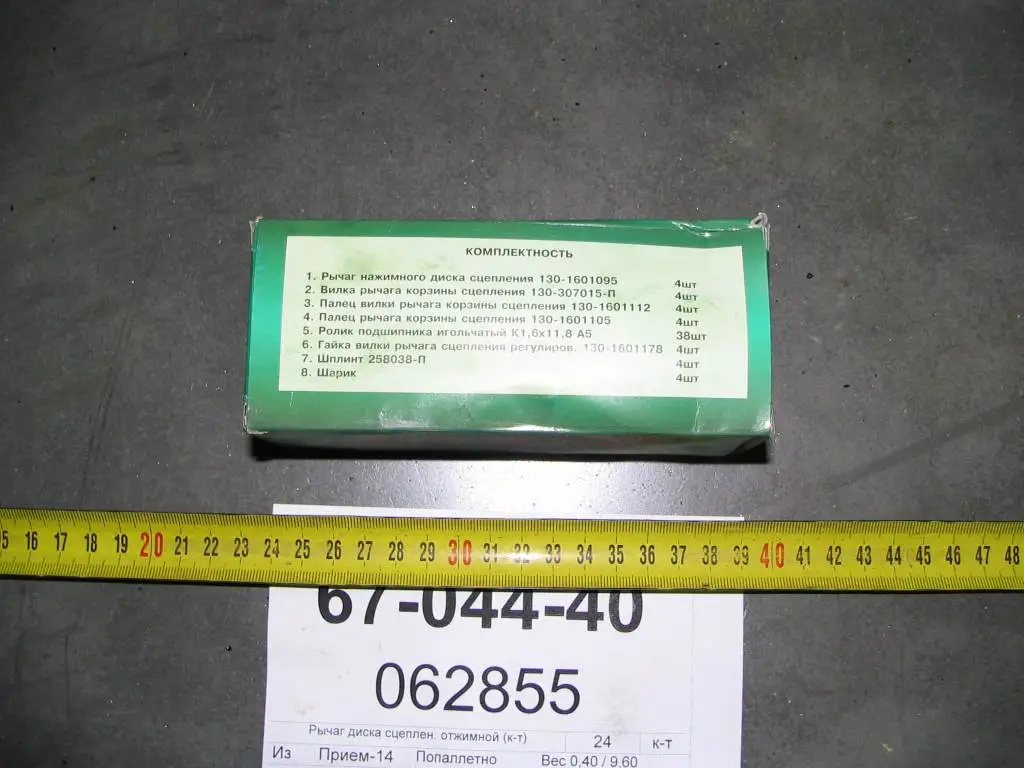 КОМПЛЕКТНОСТЬ
1. Рычаг нажимного диска сцепления 130-1601095 4шт
2. Вилка рычага корзины сцепления 130-307015-П 4шт
3. Палец вилки рычага корзины сцепления 130-1601112 4шт
4. Палец рычага корзины сцепления 130-1601105 4шт
5. Ролик подшипника игольчатый К1,6х11,8 А5 38шт
6. Гайка вилки рычага сцепления регулиров. 130-1601178 4шт
7. Шплинт 258038-П 4шт
8. Шарик 4шт
16 17 18 19 20 21 22 23 24 25 26 27 28 29 30 31 32 33 34 35 36 37 38 39 40 41 42 43 44 45 46 47 48
67-044-40
062855
Рычаг диска сцеплен. отжимной (к-т) 24 к-т
Из Прием-14 Попаллетно Вес 0,40 / 9.60